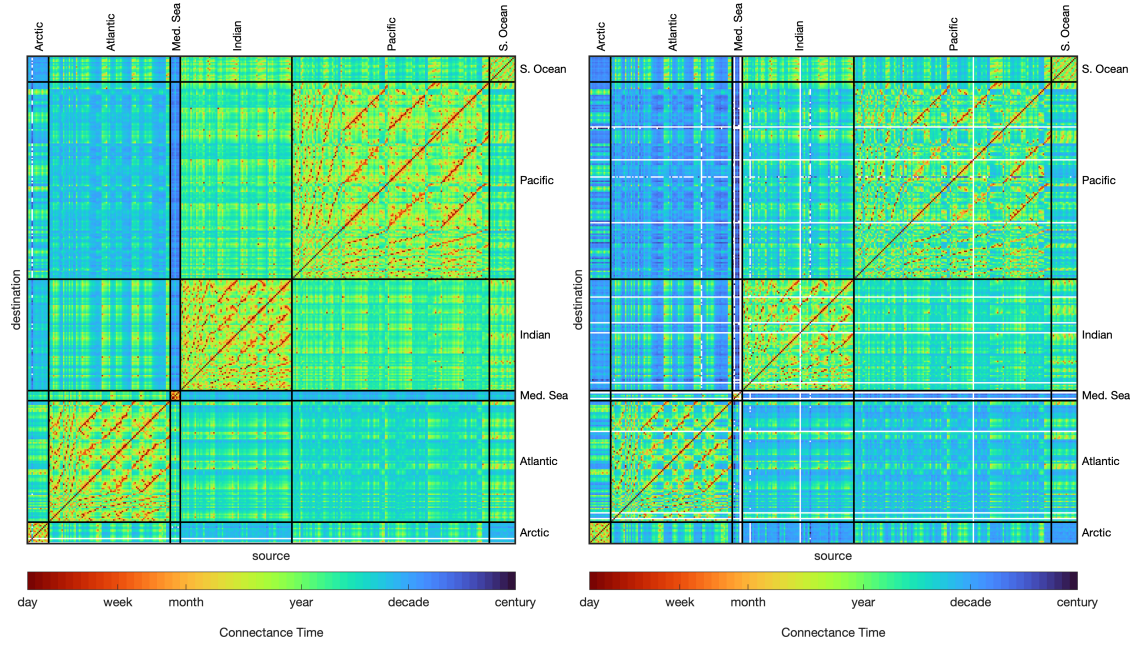 Arctic Atlantic Med. Sea Indian Pacific S. Ocean
S. Ocean
Pacific
Indian
Med. Sea
Atlantic
Arctic
destination
source
day week month year decade century
Connectance Time
Arctic Atlantic Med. Sea Indian Pacific S. Ocean
S. Ocean
Pacific
Indian
Med. Sea
Atlantic
Arctic
destination
source
day week month year decade century
Connectance Time